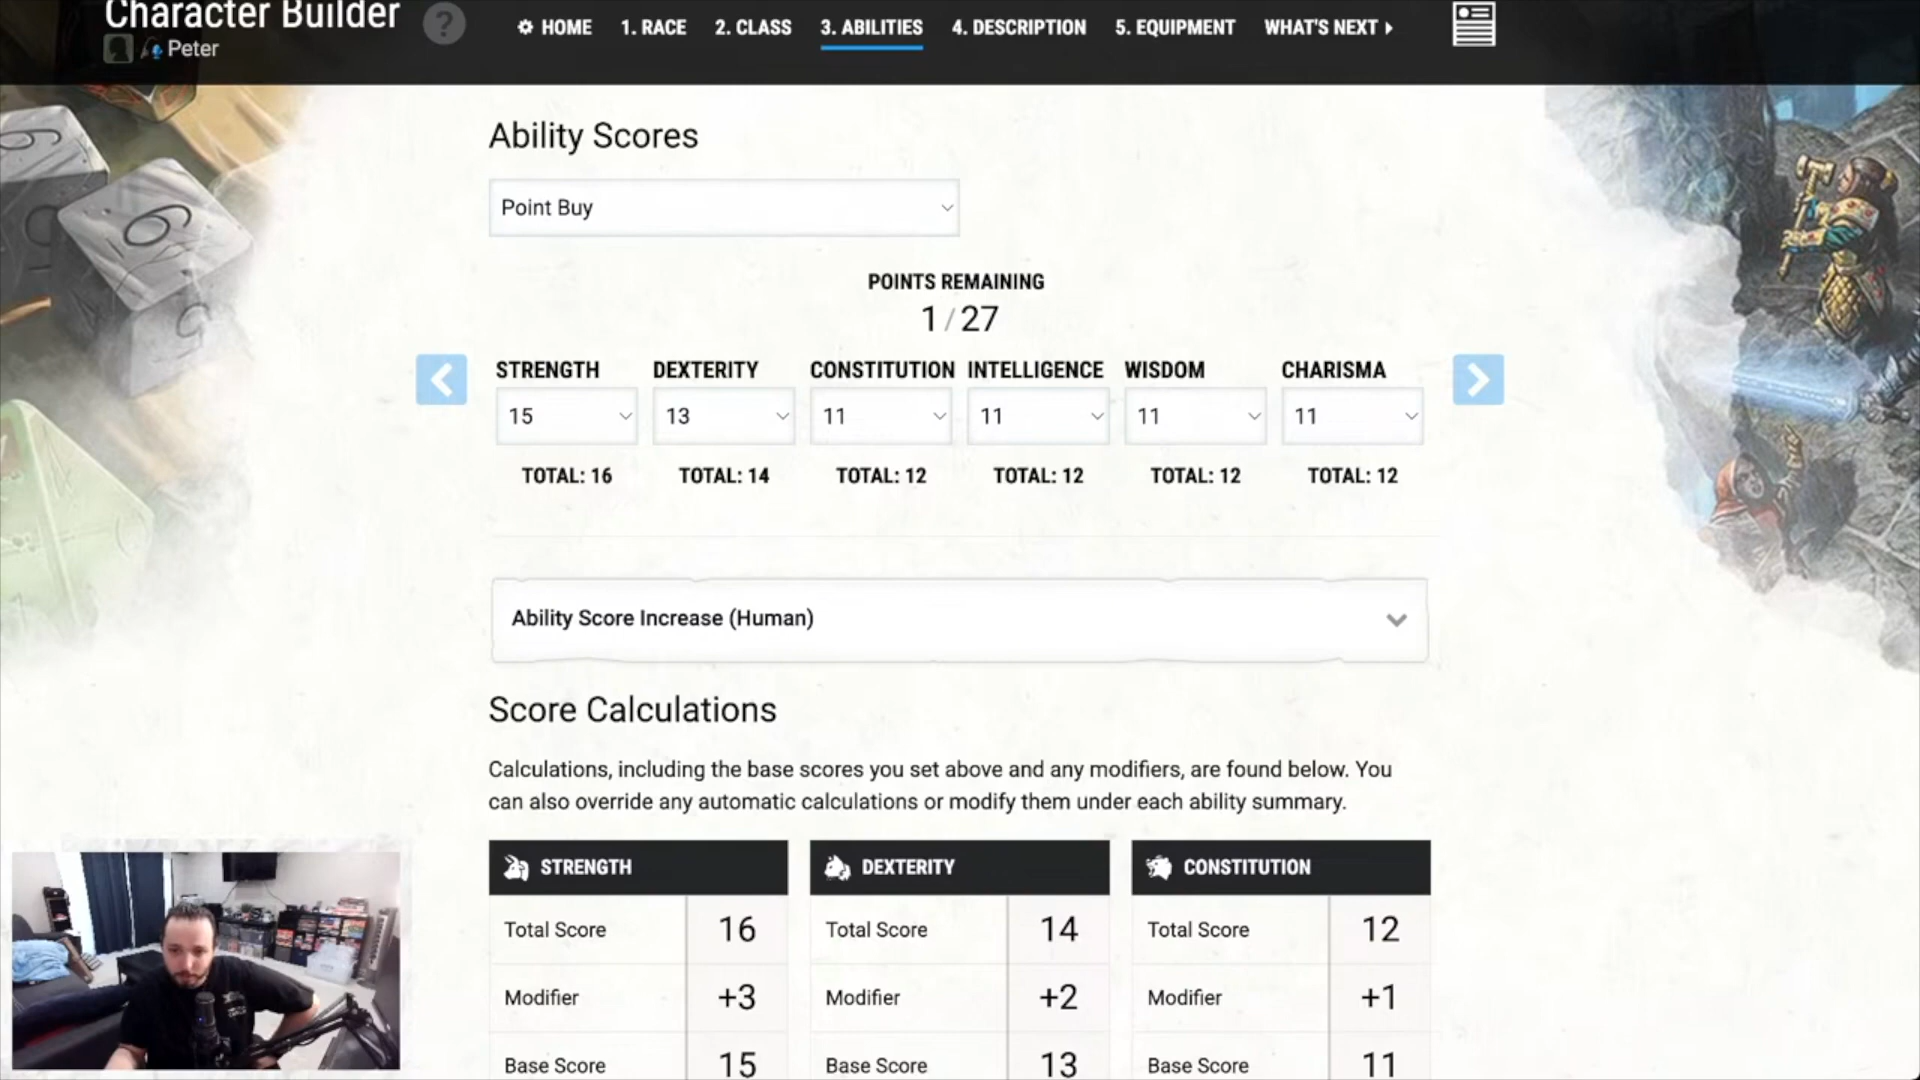 Character Builder
Peter
?
HOME
1. RACE
2. CLASS
3. ABILITIES
4. DESCRIPTION
5. EQUIPMENT
WHAT'S NEXT
Ability Scores
Point Buy
POINTS REMAINING
1 / 27
STRENGTH DEXTERITY CONSTITUTION INTELLIGENCE WISDOM CHARISMA
15 13 11 11 11 11
TOTAL: 16 TOTAL: 14 TOTAL: 12 TOTAL: 12 TOTAL: 12 TOTAL: 12
Ability Score Increase (Human)
Score Calculations
Calculations, including the base scores you set above and any modifiers, are found below. You
can also override any automatic calculations or modify them under each ability summary.
STRENGTH DEXTERITY CONSTITUTION
Total Score 16 Total Score 14 Total Score 12
Modifier +3 Modifier +2 Modifier +1
Base Score 15 Base Score 13 Base Score 11